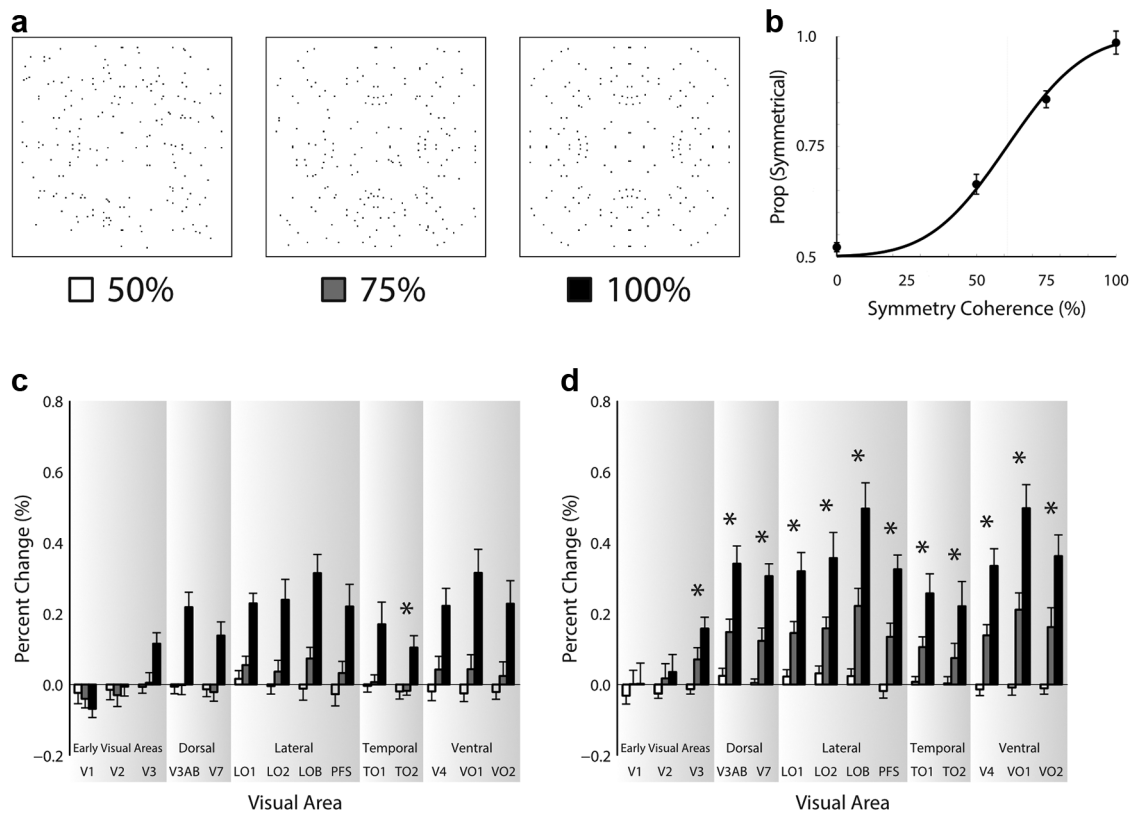 a
50%
75%
100%
b
1.0
0.75
0.5
Prop (Symmetrical)
0
25
50
75
100
Symmetry Coherence (%)
c
0.8
0.6
0.4
0.2
0.0
−0.2
Percent Change (%)
*
Early Visual Areas Dorsal Lateral Temporal Ventral
V1 V2 V3 V3AB V7 LO1 LO2 LOB PFS TO1 TO2 V4 VO1 VO2
Visual Area
d
0.8
0.6
0.4
0.2
0.0
−0.2
Percent Change (%)
* * * * * * * * * * * *
Early Visual Areas Dorsal Lateral Temporal Ventral
V1 V2 V3 V3AB V7 LO1 LO2 LOB PFS TO1 TO2 V4 VO1 VO2
Visual Area